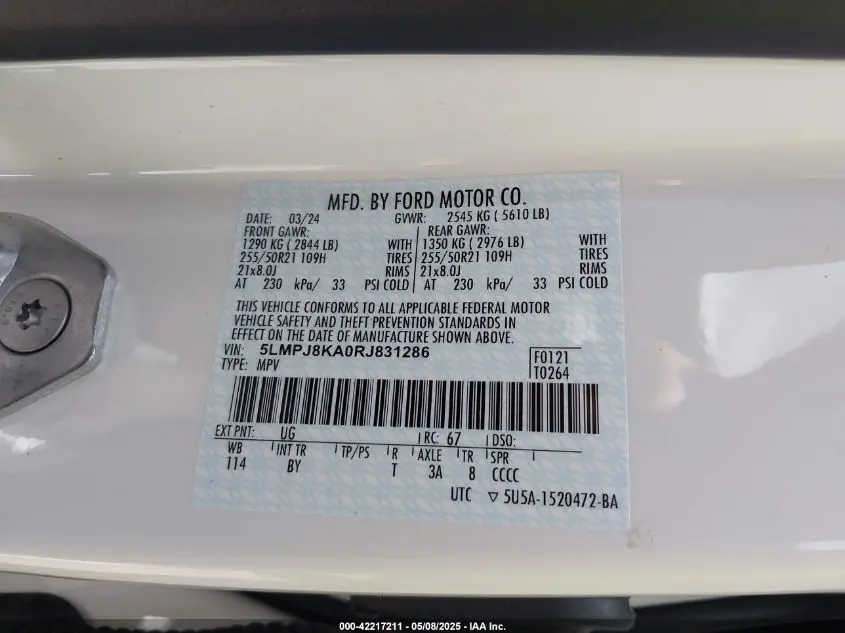 MFD. BY FORD MOTOR CO.
DATE: 03/24 GVWR: 2545 KG ( 5610 LB)
FRONT GAWR: REAR GAWR:
1290 KG ( 2844 LB) WITH 1350 KG ( 2976 LB) WITH
255/50R21 109H TIRES 255/50R21 109H TIRES
21x8.0J RIMS 21x8.0J RIMS
AT 230 kPa/ 33 PSI COLD AT 230 kPa/ 33 PSI COLD
THIS VEHICLE CONFORMS TO ALL APPLICABLE FEDERAL MOTOR
VEHICLE SAFETY AND THEFT PREVENTION STANDARDS IN
EFFECT ON THE DATE OF MANUFACTURE SHOWN ABOVE.
VIN: 5LMPJ8KA0RJ831286 F0121
TYPE: MPV T0264
EXT PNT: UG RC: 67 DSO:
WB INT TR TP/PS R AXLE TR SPR
114 BY T 3A 8 CCCC
UTC ▽ 5U5A-1520472-BA
000-42217211 — 05/08/2025 — IAA Inc.